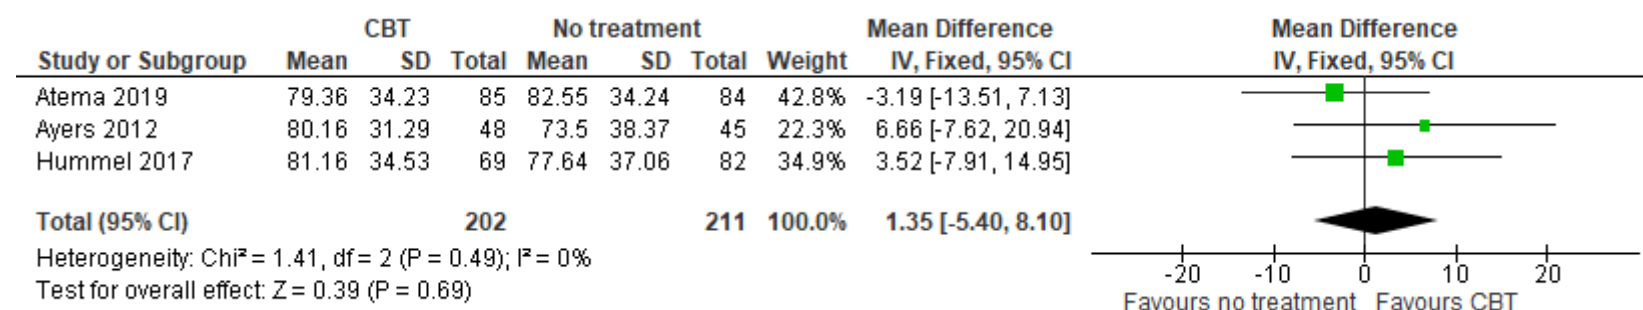 CBT No treatment Mean Difference Mean Difference
Study or Subgroup Mean SD Total Mean SD Total Weight IV, Fixed, 95% CI IV, Fixed, 95% CI
Atema 2019 79.36 34.23 85 82.55 34.24 84 42.8% -3.19 [-13.51, 7.13]
Ayers 2012 80.16 31.29 48 73.5 38.37 45 22.3% 6.66 [-7.62, 20.94]
Hummel 2017 81.16 34.53 69 77.64 37.06 82 34.9% 3.52 [-7.91, 14.95]
Total (95% CI) 202 211 100.0% 1.35 [-5.40, 8.10]
Heterogeneity: Chi² = 1.41, df = 2 (P = 0.49); I² = 0%
Test for overall effect: Z = 0.39 (P = 0.69)
-20 -10 0 10 20
Favours no treatment Favours CBT